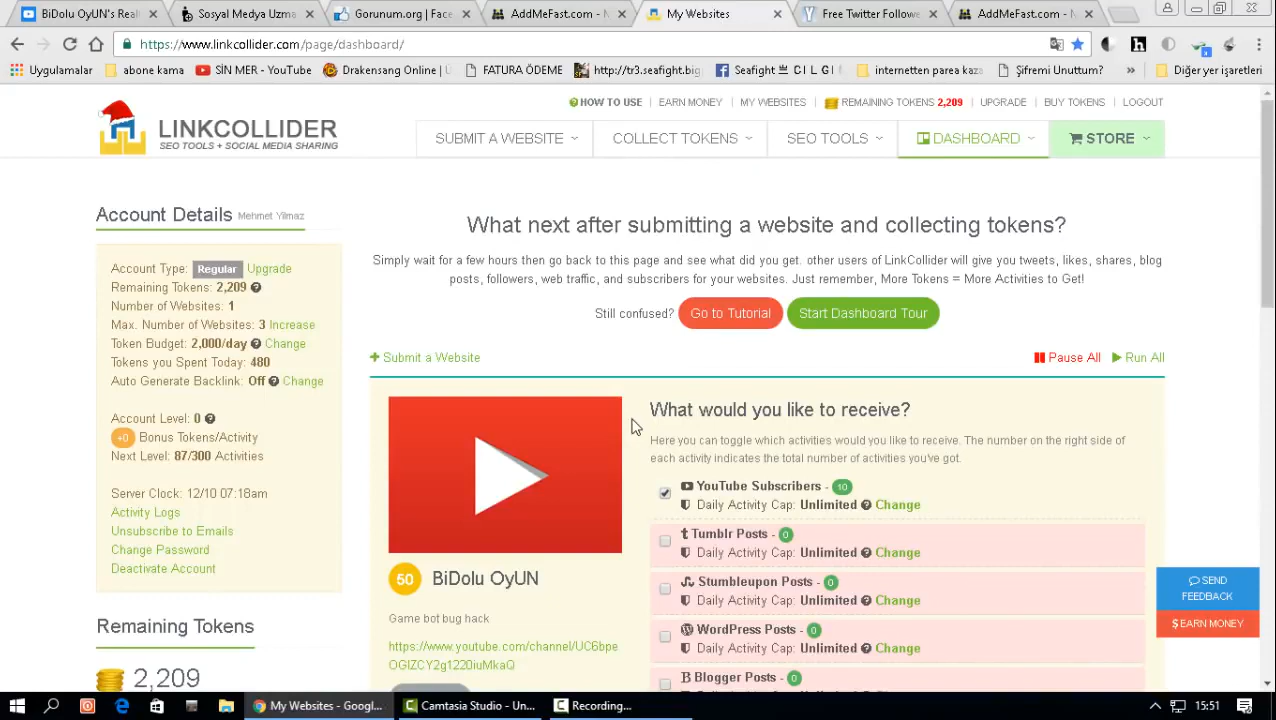 BiDolu OyUN's Real
Sosyal Medya Uzma
Gorunum.org | Face
AddMeFast.com - N
My Websites
Free Twitter Followe
AddMeFast.com - N
https://www.linkcollider.com/page/dashboard/
Uygulamalar
abone kama
SİN MER - YouTube
Drakensang Online |
FATURA ÖDEME
http://tr3.seafight.big
internetten parea kaza
Şifremi Unuttum?
»
Diğer yer işaretleri
HOW TO USE | EARN MONEY | MY WEBSITES | REMAINING TOKENS 2,209 | UPGRADE | BUY TOKENS | LOGOUT
LINKCOLLIDER
SEO TOOLS + SOCIAL MEDIA SHARING
SUBMIT A WEBSITE
COLLECT TOKENS
SEO TOOLS
DASHBOARD
STORE
Account Details Mehmet Yilmaz
Account Type: Regular Upgrade
Remaining Tokens: 2,209
Number of Websites: 1
Max. Number of Websites: 3 Increase
Token Budget: 2,000/day Change
Tokens you Spent Today: 480
Auto Generate Backlink: Off Change
Account Level: 0
+0 Bonus Tokens/Activity
Next Level: 87/300 Activities
Server Clock: 12/10 07:18am
Activity Logs
Unsubscribe to Emails
Change Password
Deactivate Account
Remaining Tokens
2,209
What next after submitting a website and collecting tokens?
Simply wait for a few hours then go back to this page and see what did you get. other users of LinkCollider will give you tweets, likes, shares, blog
posts, followers, web traffic, and subscribers for your websites. Just remember, More Tokens = More Activities to Get!
Still confused? Go to Tutorial Start Dashboard Tour
Submit a Website
Pause All
Run All
50 BiDolu OyUN
Game bot bug hack
https://www.youtube.com/channel/UC6bpe
OGIZCY2g1220iuMkaQ
What would you like to receive?
Here you can toggle which activities would you like to receive. The number on the right side of
each activity indicates the total number of activities you've got.
YouTube Subscribers - 10
Daily Activity Cap: Unlimited Change
Tumblr Posts - 0
Daily Activity Cap: Unlimited Change
Stumbleupon Posts - 0
Daily Activity Cap: Unlimited Change
WordPress Posts - 0
Daily Activity Cap: Unlimited Change
Blogger Posts - 0
SEND
FEEDBACK
$ EARN MONEY
My Websites - Googl...
Camtasia Studio - Un...
Recording...
15:51